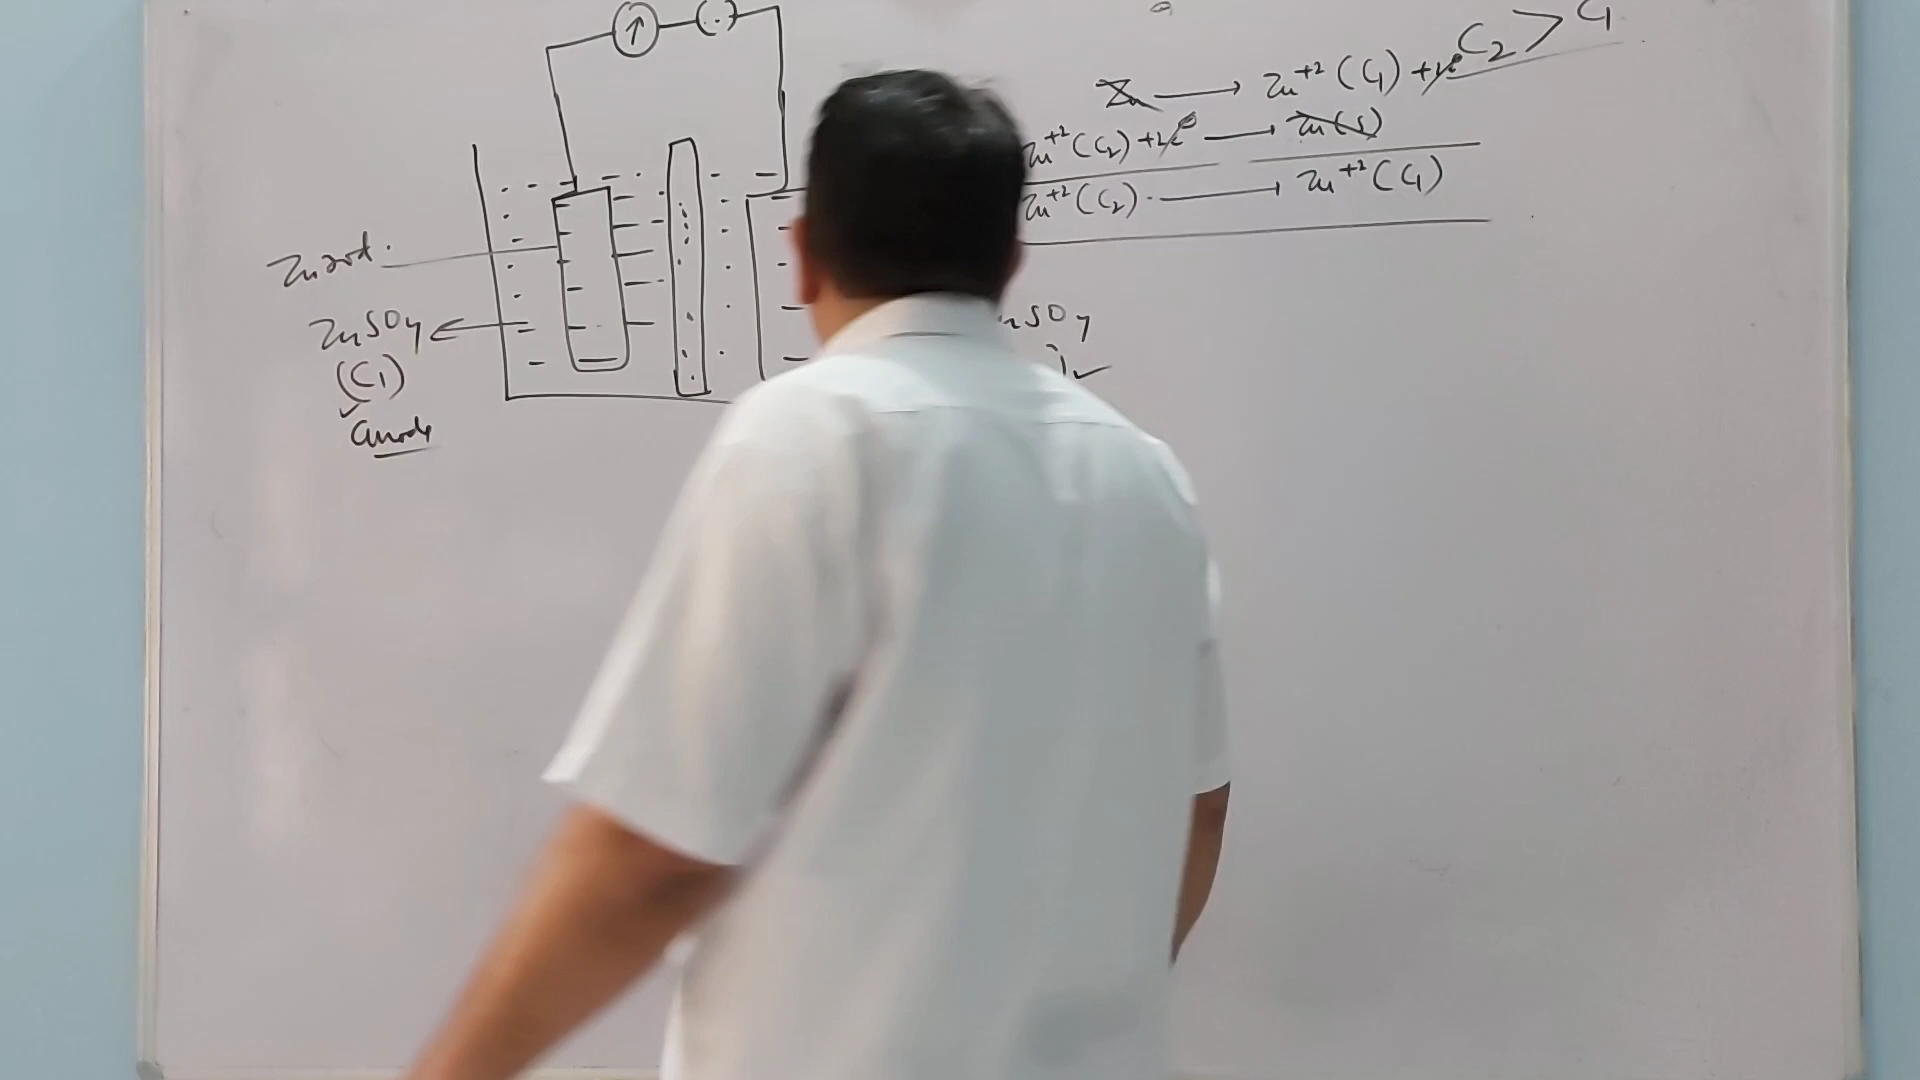 C₂ > C₁
Zn → Zn⁺² (C₁) + 2e
Zn⁺² (C₂) + 2e → Zn(s)
Zn⁺² (C₂) → Zn⁺² (C₁)
Zn rod.
ZnSO₄
(C₁)
anode
nSO₄